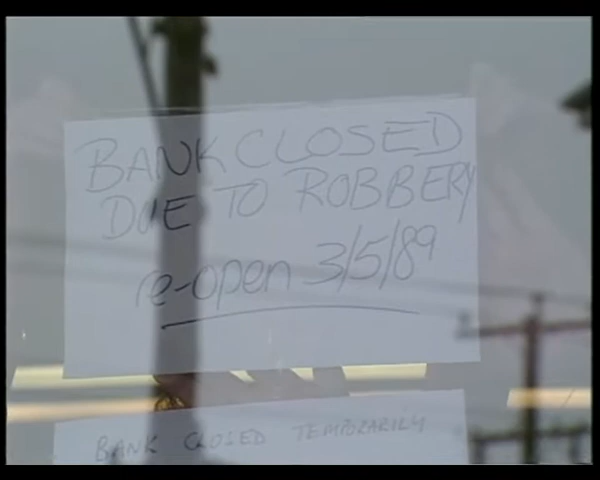 BANK CLOSED
DUE TO ROBBERY
re-open 3/5/89
BANK CLOSED TEMPORARILY